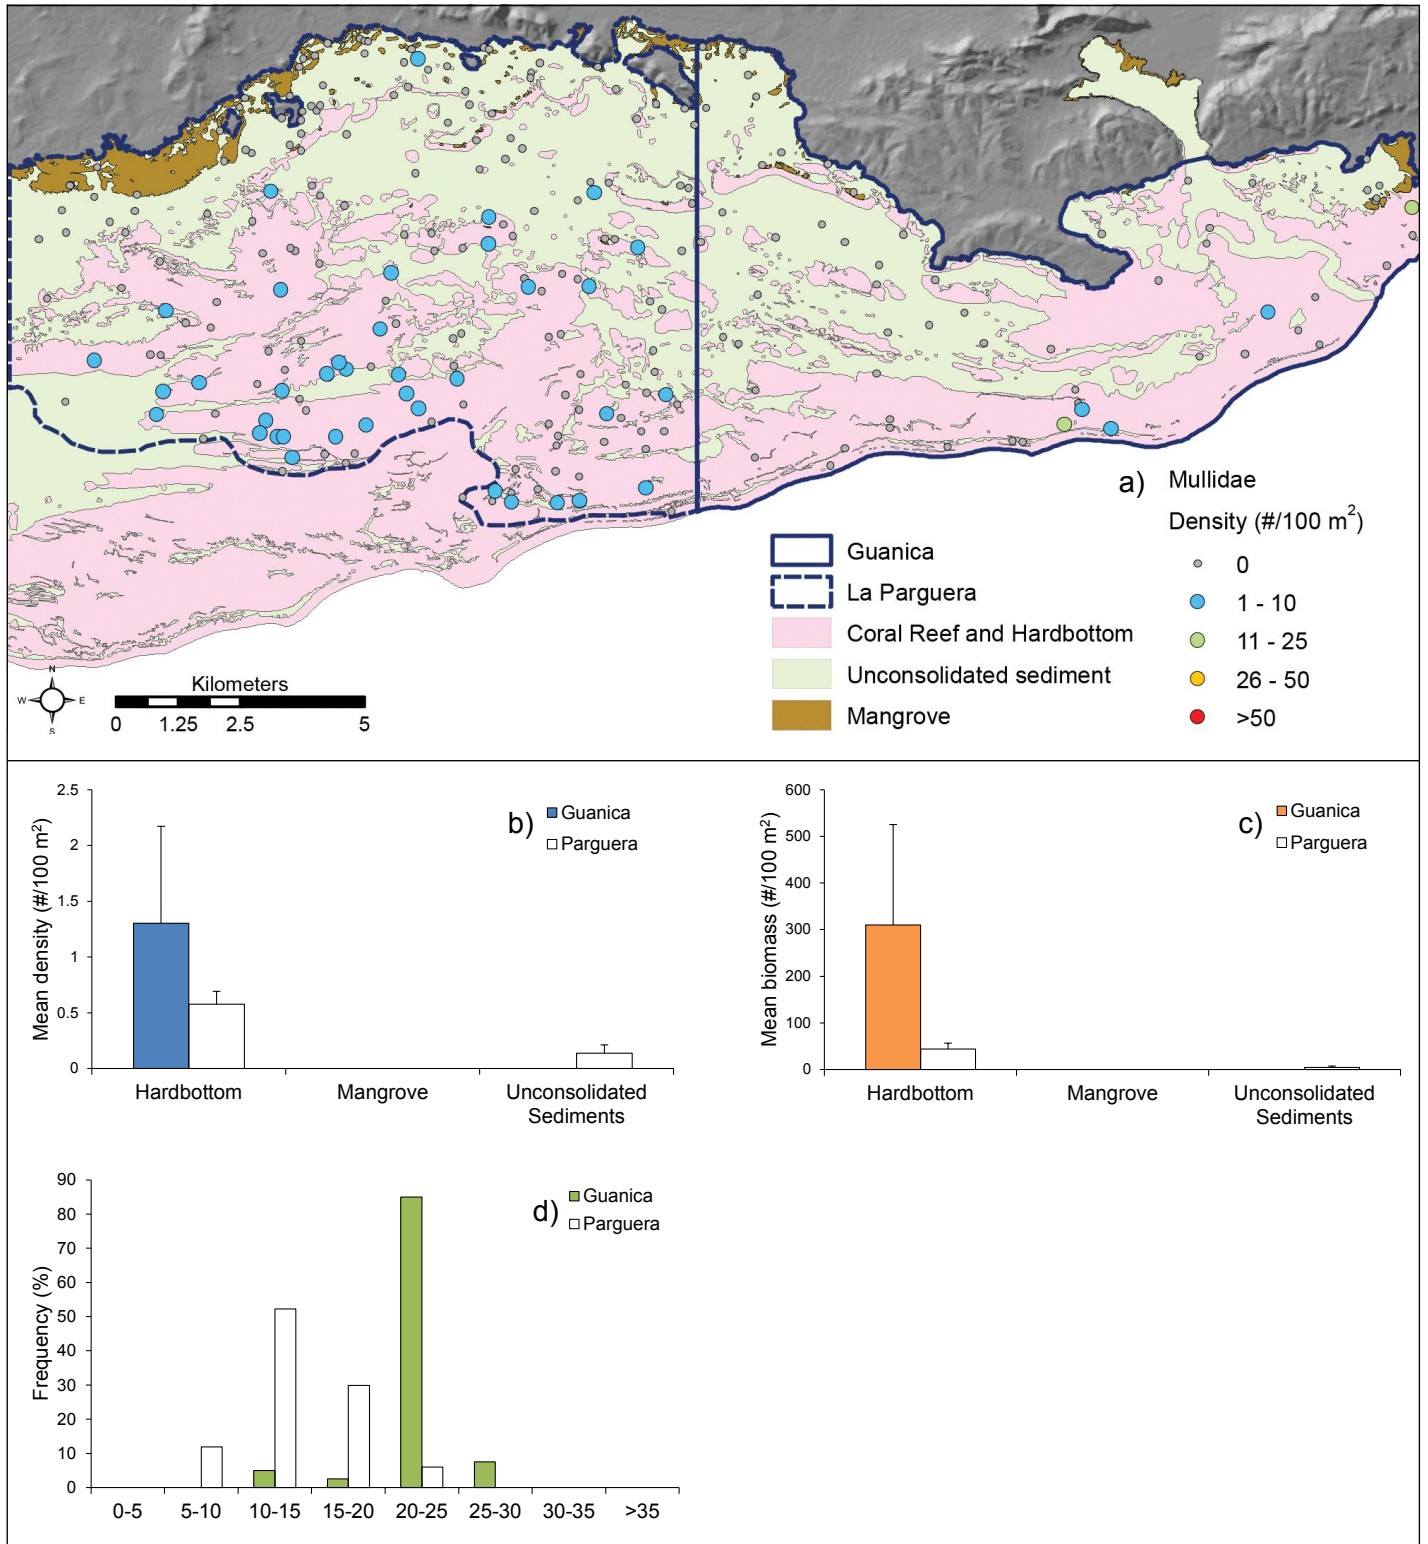 a) Mullidae
Density (#/100 m²)
0
1 - 10
11 - 25
26 - 50
>50
Guanica
La Parguera
Coral Reef and Hardbottom
Unconsolidated sediment
Mangrove
N
W E
S
Kilometers
0 1.25 2.5 5
b)
Guanica
Parguera
Mean density (#/100 m²)
2.5
2
1.5
1
0.5
0
Hardbottom Mangrove Unconsolidated
Sediments
c)
Guanica
Parguera
Mean biomass (#/100 m²)
600
500
400
300
200
100
0
Hardbottom Mangrove Unconsolidated
Sediments
d)
Guanica
Parguera
Frequency (%)
90
80
70
60
50
40
30
20
10
0
0-5 5-10 10-15 15-20 20-25 25-30 30-35 >35